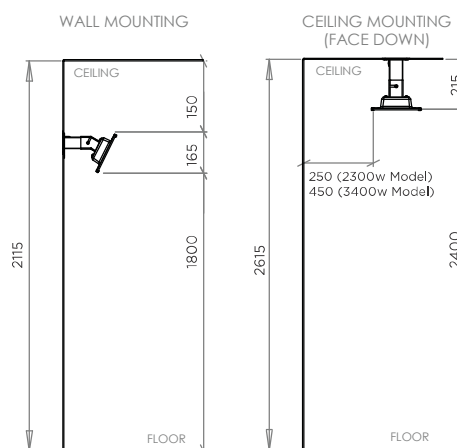 WALL MOUNTING
CEILING
150
165
2115
1800
FLOOR
CEILING MOUNTING
(FACE DOWN)
CEILING
215
250 (2300w Model)
450 (3400w Model)
2615
2400
FLOOR